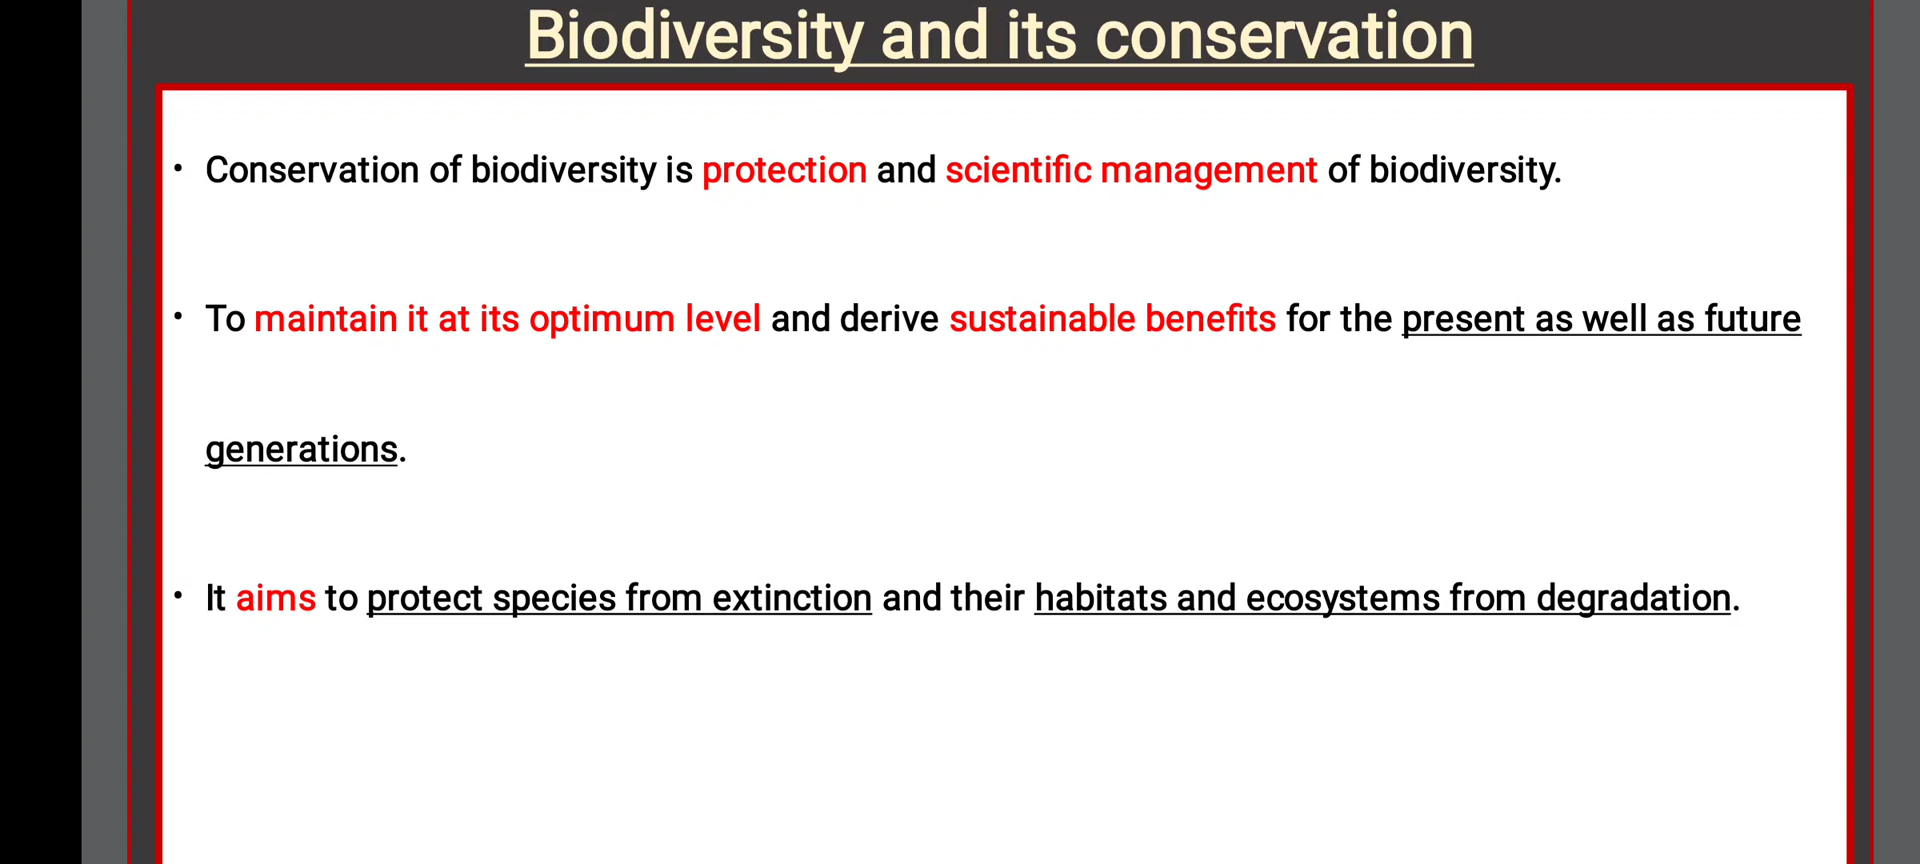 Biodiversity and its conservation
• Conservation of biodiversity is protection and scientific management of biodiversity.
• To maintain it at its optimum level and derive sustainable benefits for the present as well as future
generations.
• It aims to protect species from extinction and their habitats and ecosystems from degradation.